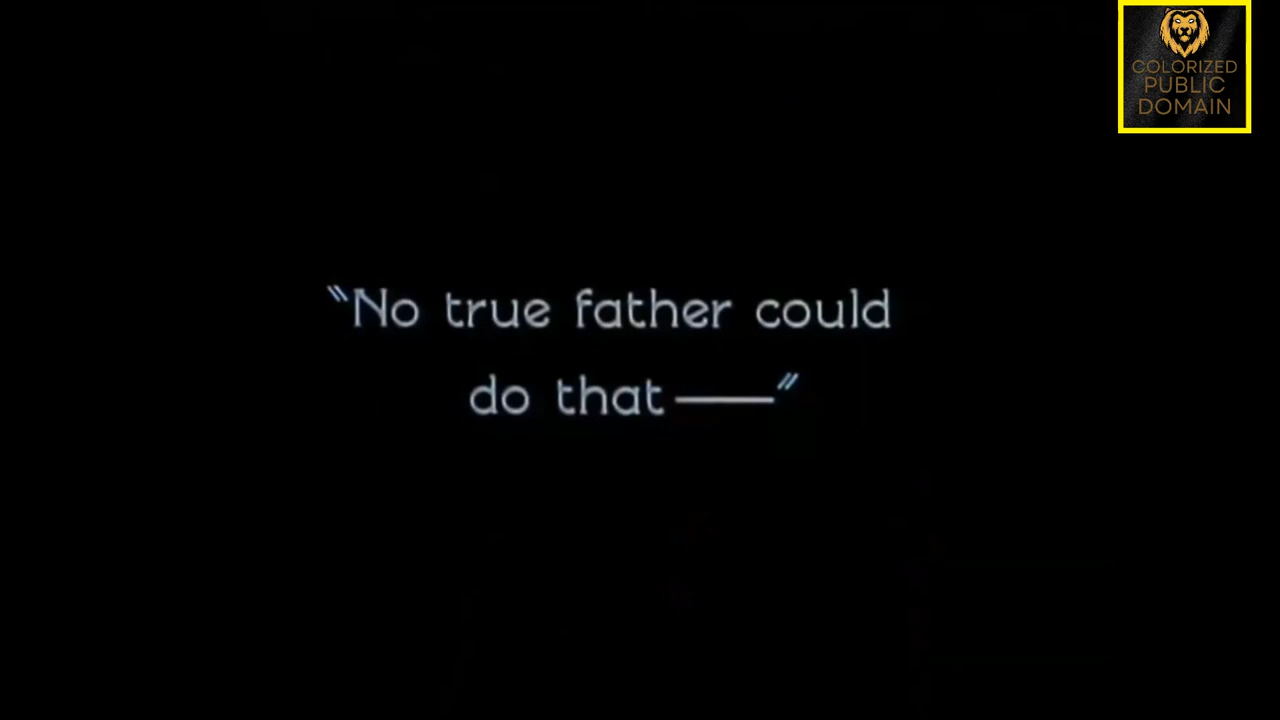 COLORIZED
PUBLIC
DOMAIN
"No true father could
do that——"